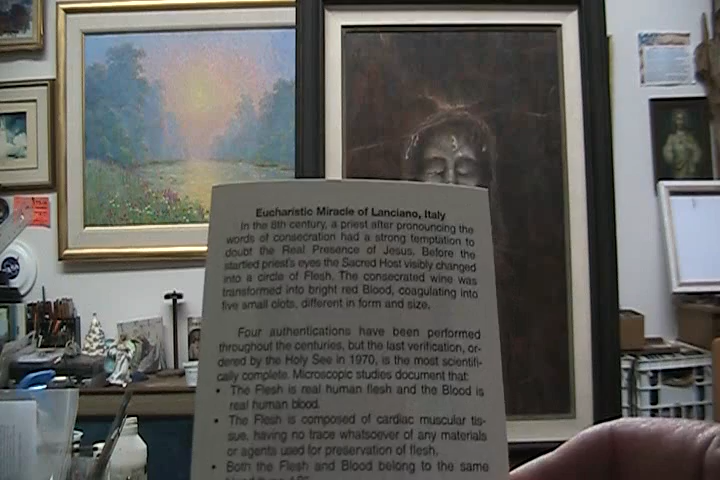 Eucharistic Miracle of Lanciano, Italy
In the 8th century, a priest after pronouncing the
words of consecration had a strong temptation to
doubt the Real Presence of Jesus. Before the
startled priest's eyes the Sacred Host visibly changed
into a circle of Flesh. The consecrated wine was
transformed into bright red Blood, coagulating into
five small clots, different in form and size.
Four authentications have been performed
throughout the centuries, but the last verification, or-
dered by the Holy See in 1970, is the most scientifi-
cally complete. Microscopic studies document that:
• The Flesh is real human flesh and the Blood is
real human blood.
• The Flesh is composed of cardiac muscular tis-
sue, having no trace whatsoever of any materials
or agents used for preservation of flesh.
• Both the Flesh and Blood belong to the same